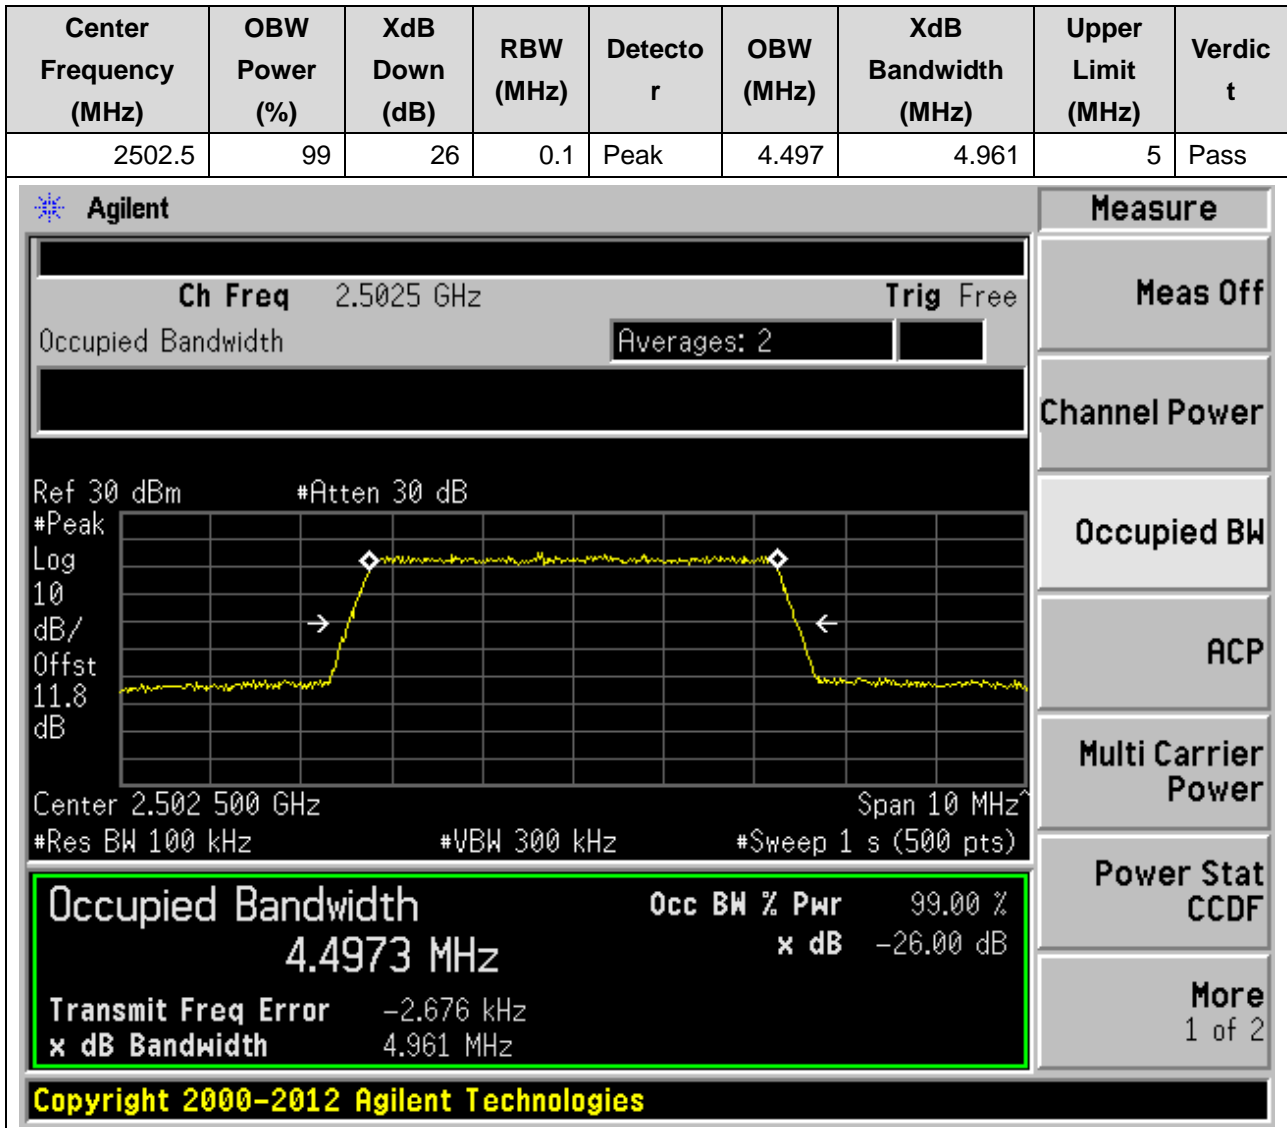 Center Frequency (MHz) OBW Power (%) XdB Down (dB) RBW (MHz) Detecto r OBW (MHz) XdB Bandwidth (MHz) Upper Limit (MHz) Verdic t
2502.5 99 26 0.1 Peak 4.497 4.961 5 Pass
Agilent
Measure
Ch Freq 2.5025 GHz Trig Free
Meas Off
Occupied Bandwidth Averages: 2
Channel Power
Ref 30 dBm #Atten 30 dB
#Peak
Log
10
dB/
Offst
11.8
dB
Occupied BW
ACP
Multi Carrier
Power
Center 2.502 500 GHz Span 10 MHz^
#Res BW 100 kHz #VBW 300 kHz #Sweep 1 s (500 pts)
Power Stat
CCDF
Occupied Bandwidth Occ BW % Pwr 99.00 %
4.4973 MHz x dB -26.00 dB
Transmit Freq Error -2.676 kHz
x dB Bandwidth 4.961 MHz
More
1 of 2
Copyright 2000-2012 Agilent Technologies